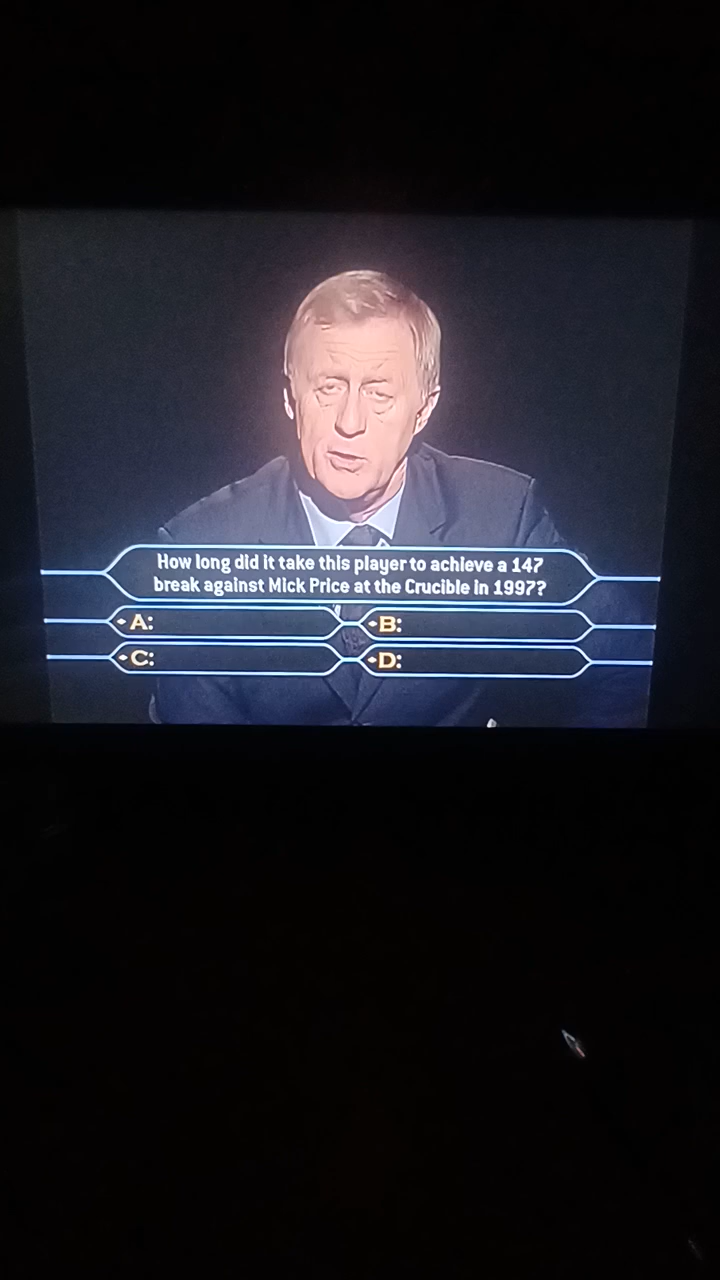 How long did it take this player to achieve a 147
break against Mick Price at the Crucible in 1997?
A:
B:
C:
D: